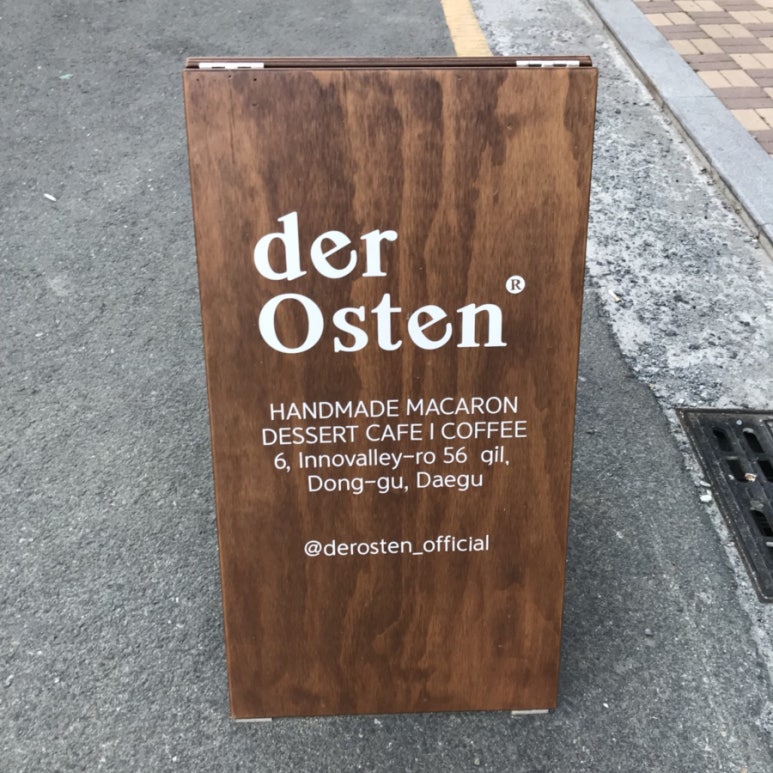 der
Osten®
HANDMADE MACARON
DESSERT CAFE I COFFEE
6, Innovalley-ro 56 gil,
Dong-gu, Daegu
@derosten_official